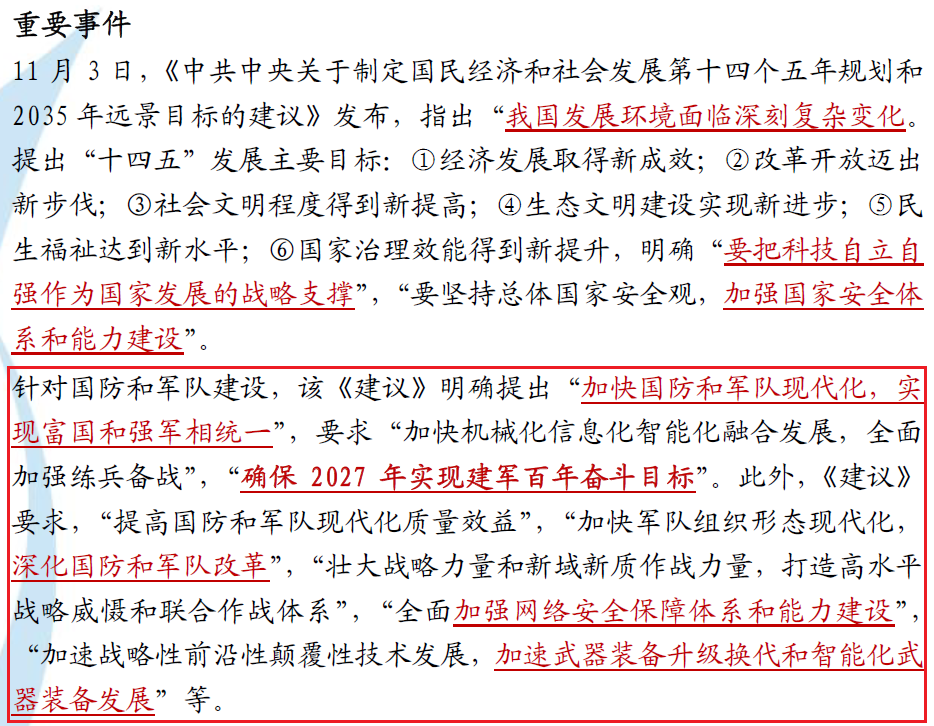 重要事件
11 月 3 日，《中共中央关于制定国民经济和社会发展第十四个五年规划和
2035 年远景目标的建议》发布，指出“我国发展环境面临深刻复杂变化。
提出“十四五”发展主要目标：①经济发展取得新成效；②改革开放迈出
新步伐；③社会文明程度得到新提高；④生态文明建设实现新进步；⑤民
生福祉达到新水平；⑥国家治理效能得到新提升，明确“要把科技自立自
强作为国家发展的战略支撑”，“要坚持总体国家安全观，加强国家安全体
系和能力建设”。
针对国防和军队建设，该《建议》明确提出“加快国防和军队现代化，实
现富国和强军相统一”，要求“加快机械化信息化智能化融合发展，全面
加强练兵备战”，“确保 2027 年实现建军百年奋斗目标”。此外，《建议》
要求，“提高国防和军队现代化质量效益”，“加快军队组织形态现代化，
深化国防和军队改革”，“壮大战略力量和新域新质作战力量，打造高水平
战略威慑和联合作战体系”，“全面加强网络安全保障体系和能力建设”，
“加速战略性前沿性颠覆性技术发展，加速武器装备升级换代和智能化武
器装备发展”等。